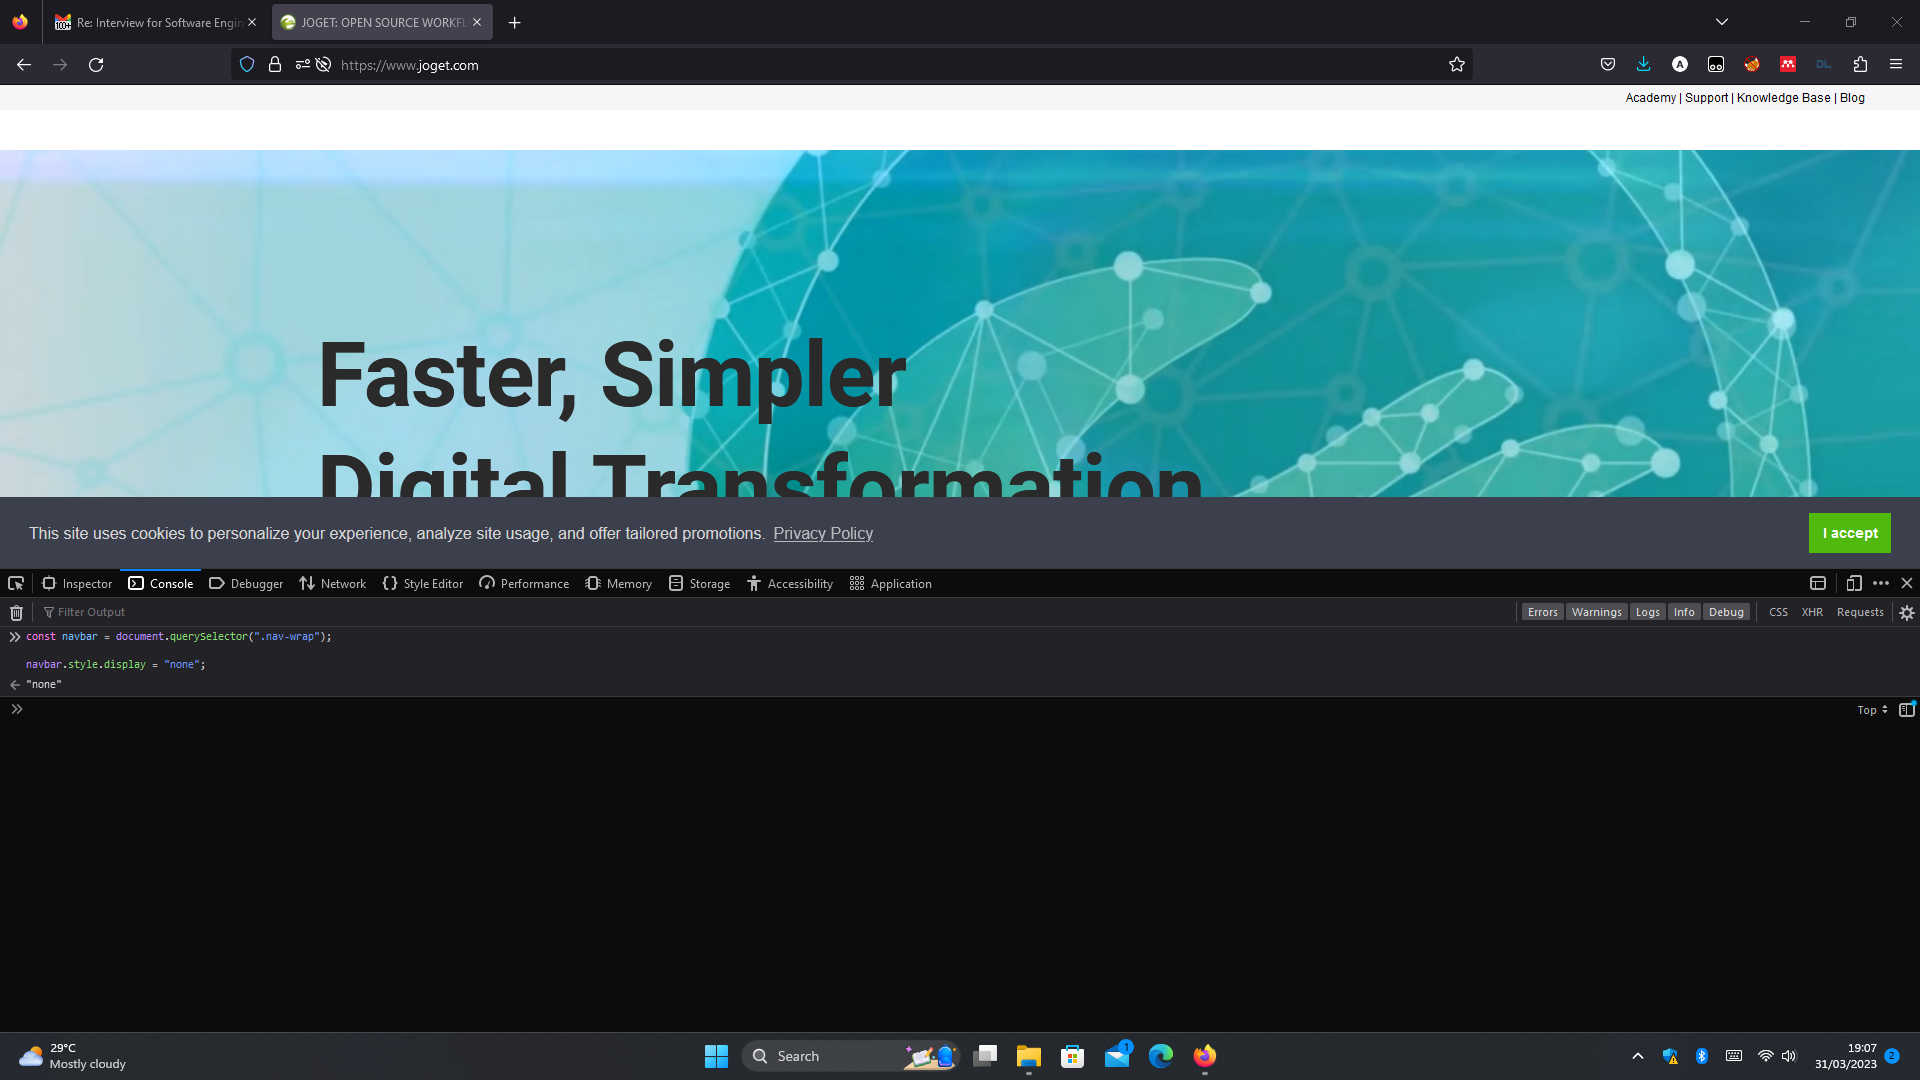 Re: Interview for Software Engin
JOGET: OPEN SOURCE WORKFL
https://www.joget.com
Academy | Support | Knowledge Base | Blog
Faster, Simpler
Digital Transformation
This site uses cookies to personalize your experience, analyze site usage, and offer tailored promotions. Privacy Policy
I accept
Inspector Console Debugger Network Style Editor Performance Memory Storage Accessibility Application
Filter Output
Errors Warnings Logs Info Debug CSS XHR Requests
const navbar = document.querySelector(".nav-wrap");
navbar.style.display = "none";
"none"
Top
29°C
Mostly cloudy
Search
1
19:07
31/03/2023
2
100+
A
DL